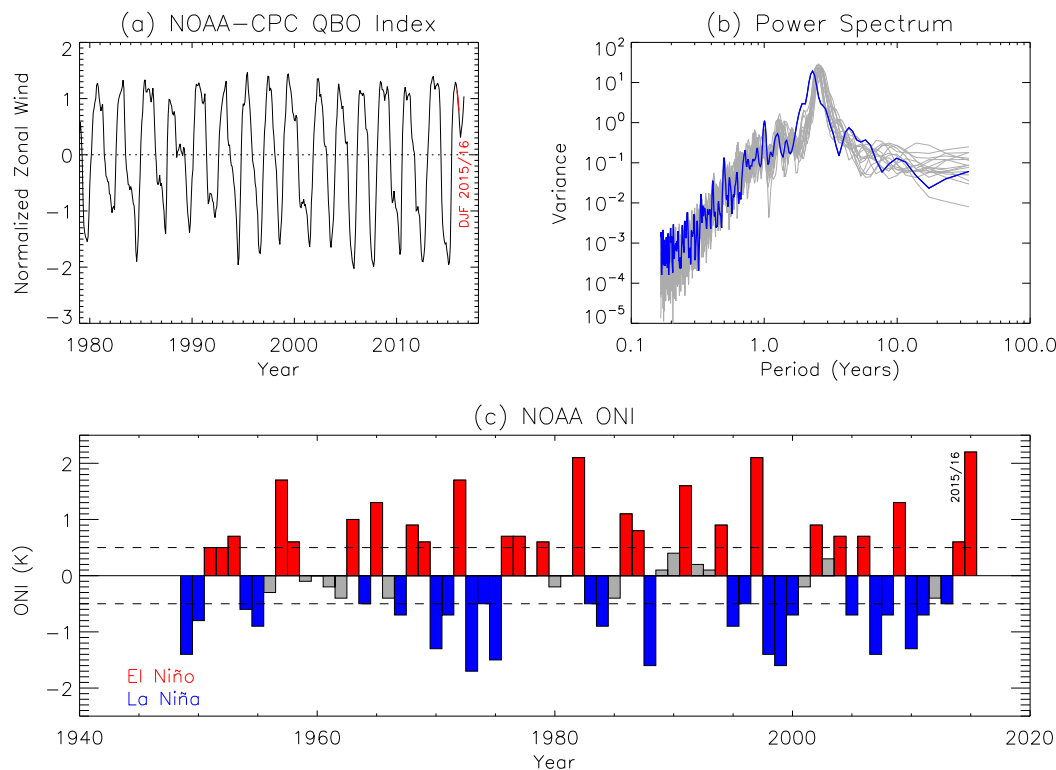 (a) NOAA−CPC QBO Index
2
1
0
−1
−2
−3
Normalized Zonal Wind
DJF 2015/16
1980 1990 2000 2010
Year
(b) Power Spectrum
10^2
10^1
10^0
10^-1
10^-2
10^-3
10^-4
10^-5
Variance
0.1 1.0 10.0 100.0
Period (Years)
(c) NOAA ONI
2
1
0
−1
−2
ONI (K)
2015/16
El Niño
La Niña
1940 1960 1980 2000 2020
Year